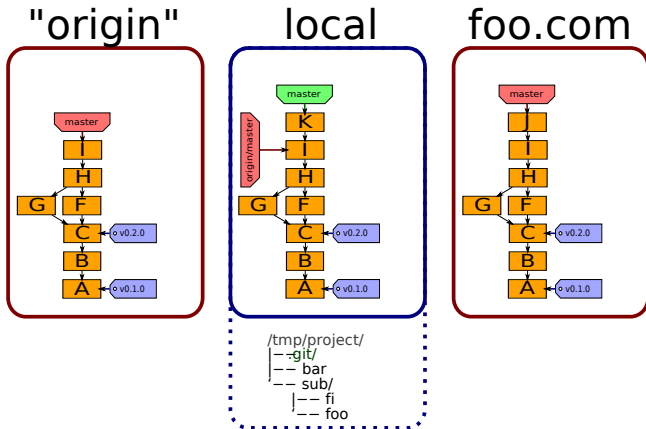 "origin"
master
I
H
G
F
C
v0.2.0
B
A
v0.1.0
local
master
K
origin/master
I
H
G
F
C
v0.2.0
B
A
v0.1.0
/tmp/project/
|−−.git/
|−− bar
‘−− sub/
|−− fi
‘−− foo
foo.com
master
J
I
H
G
F
C
v0.2.0
B
A
v0.1.0